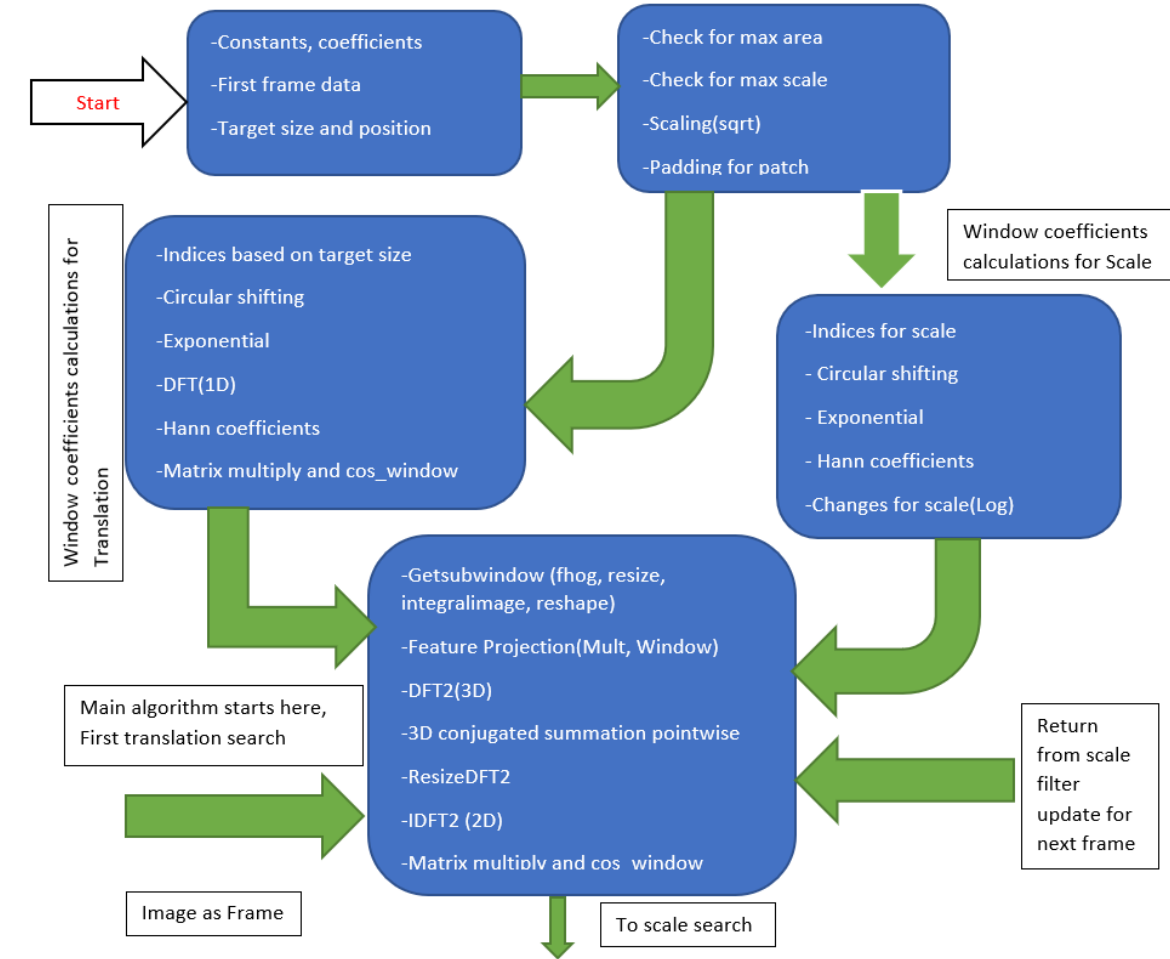 Start
-Constants, coefficients
-First frame data
-Target size and position
-Check for max area
-Check for max scale
-Scaling(sqrt)
-Padding for patch
Window coefficients calculations for
Translation
-Indices based on target size
-Circular shifting
-Exponential
-DFT(1D)
-Hann coefficients
-Matrix multiply and cos_window
Window coefficients
calculations for Scale
-Indices for scale
- Circular shifting
- Exponential
- Hann coefficients
-Changes for scale(Log)
-Getsubwindow (fhog, resize,
integralimage, reshape)
-Feature Projection(Mult, Window)
-DFT2(3D)
-3D conjugated summation pointwise
-ResizeDFT2
-IDFT2 (2D)
-Matrix multiply and cos_window
Main algorithm starts here,
First translation search
Return
from scale
filter
update for
next frame
Image as Frame
To scale search